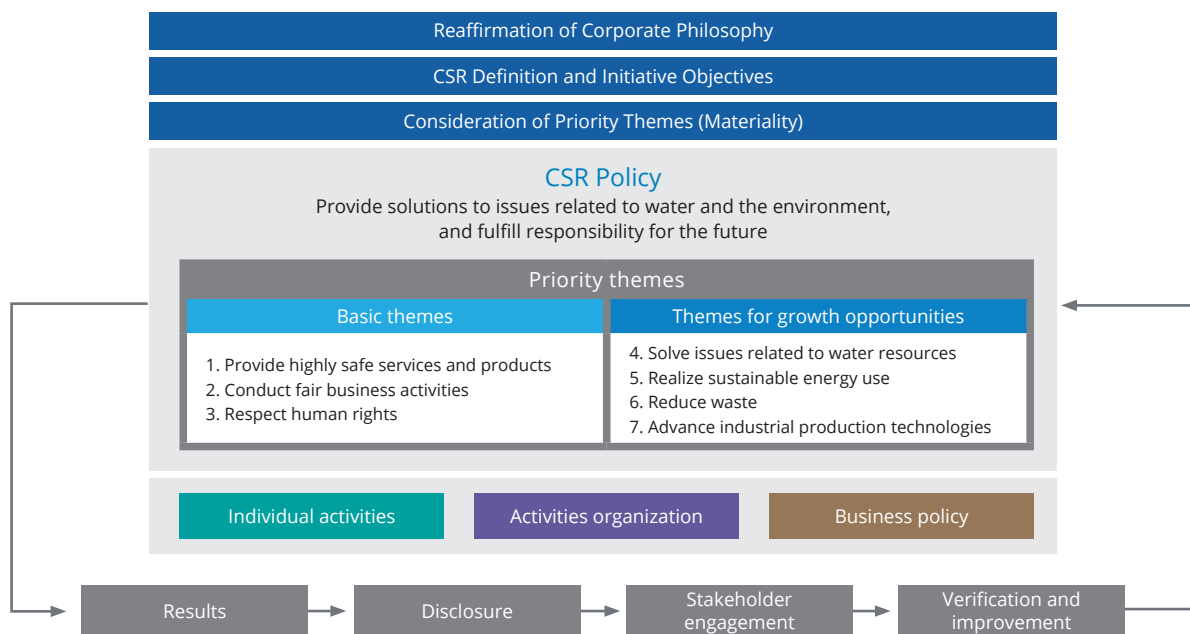 Reaffirmation of Corporate Philosophy
CSR Definition and Initiative Objectives
Consideration of Priority Themes (Materiality)
CSR Policy
Provide solutions to issues related to water and the environment,
and fulfill responsibility for the future
Priority themes
Basic themes
1. Provide highly safe services and products
2. Conduct fair business activities
3. Respect human rights
Themes for growth opportunities
4. Solve issues related to water resources
5. Realize sustainable energy use
6. Reduce waste
7. Advance industrial production technologies
Individual activities
Activities organization
Business policy
Results
Disclosure
Stakeholder
engagement
Verification and
improvement